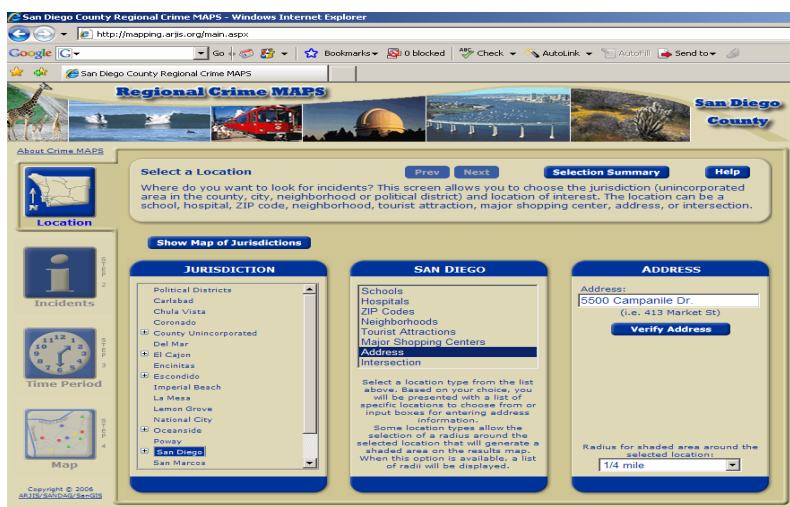 San Diego County Regional Crime MAPS - Windows Internet Explorer
http://mapping.arjis.org/main.aspx
Google G Go Bookmarks 0 blocked ABC Check AutoLink AutoFill Send to
San Diego County Regional Crime MAPS
Regional Crime MAPS
San Diego
County
About Crime MAPS
Location
STEP 2
Incidents
STEP 3
Time Period
STEP 4
Map
Copyright © 2006
ARJIS/SANDAG/SanGIS
Select a Location Prev Next Selection Summary Help
Where do you want to look for incidents? This screen allows you to choose the jurisdiction (unincorporated
area in the county, city, neighborhood or political district) and location of interest. The location can be a
school, hospital, ZIP code, neighborhood, tourist attraction, major shopping center, address, or intersection.
Show Map of Jurisdictions
JURISDICTION
Political Districts
Carlsbad
Chula Vista
Coronado
County Unincorporated
Del Mar
El Cajon
Encinitas
Escondido
Imperial Beach
La Mesa
Lemon Grove
National City
Oceanside
Poway
San Diego
San Marcos
SAN DIEGO
Schools
Hospitals
ZIP Codes
Neighborhoods
Tourist Attractions
Major Shopping Centers
Address
Intersection
Select a location type from the list
above. Based on your choice, you
will be presented with a list of
specific locations to choose from or
input boxes for entering address
information.
Some location types allow the
selection of a radius around the
selected location that will generate a
shaded area on the results map.
When this option is available, a list
of radii will be displayed.
ADDRESS
Address:
5500 Campanile Dr.
(i.e. 413 Market St)
Verify Address
Radius for shaded area around the
selected location:
1/4 mile